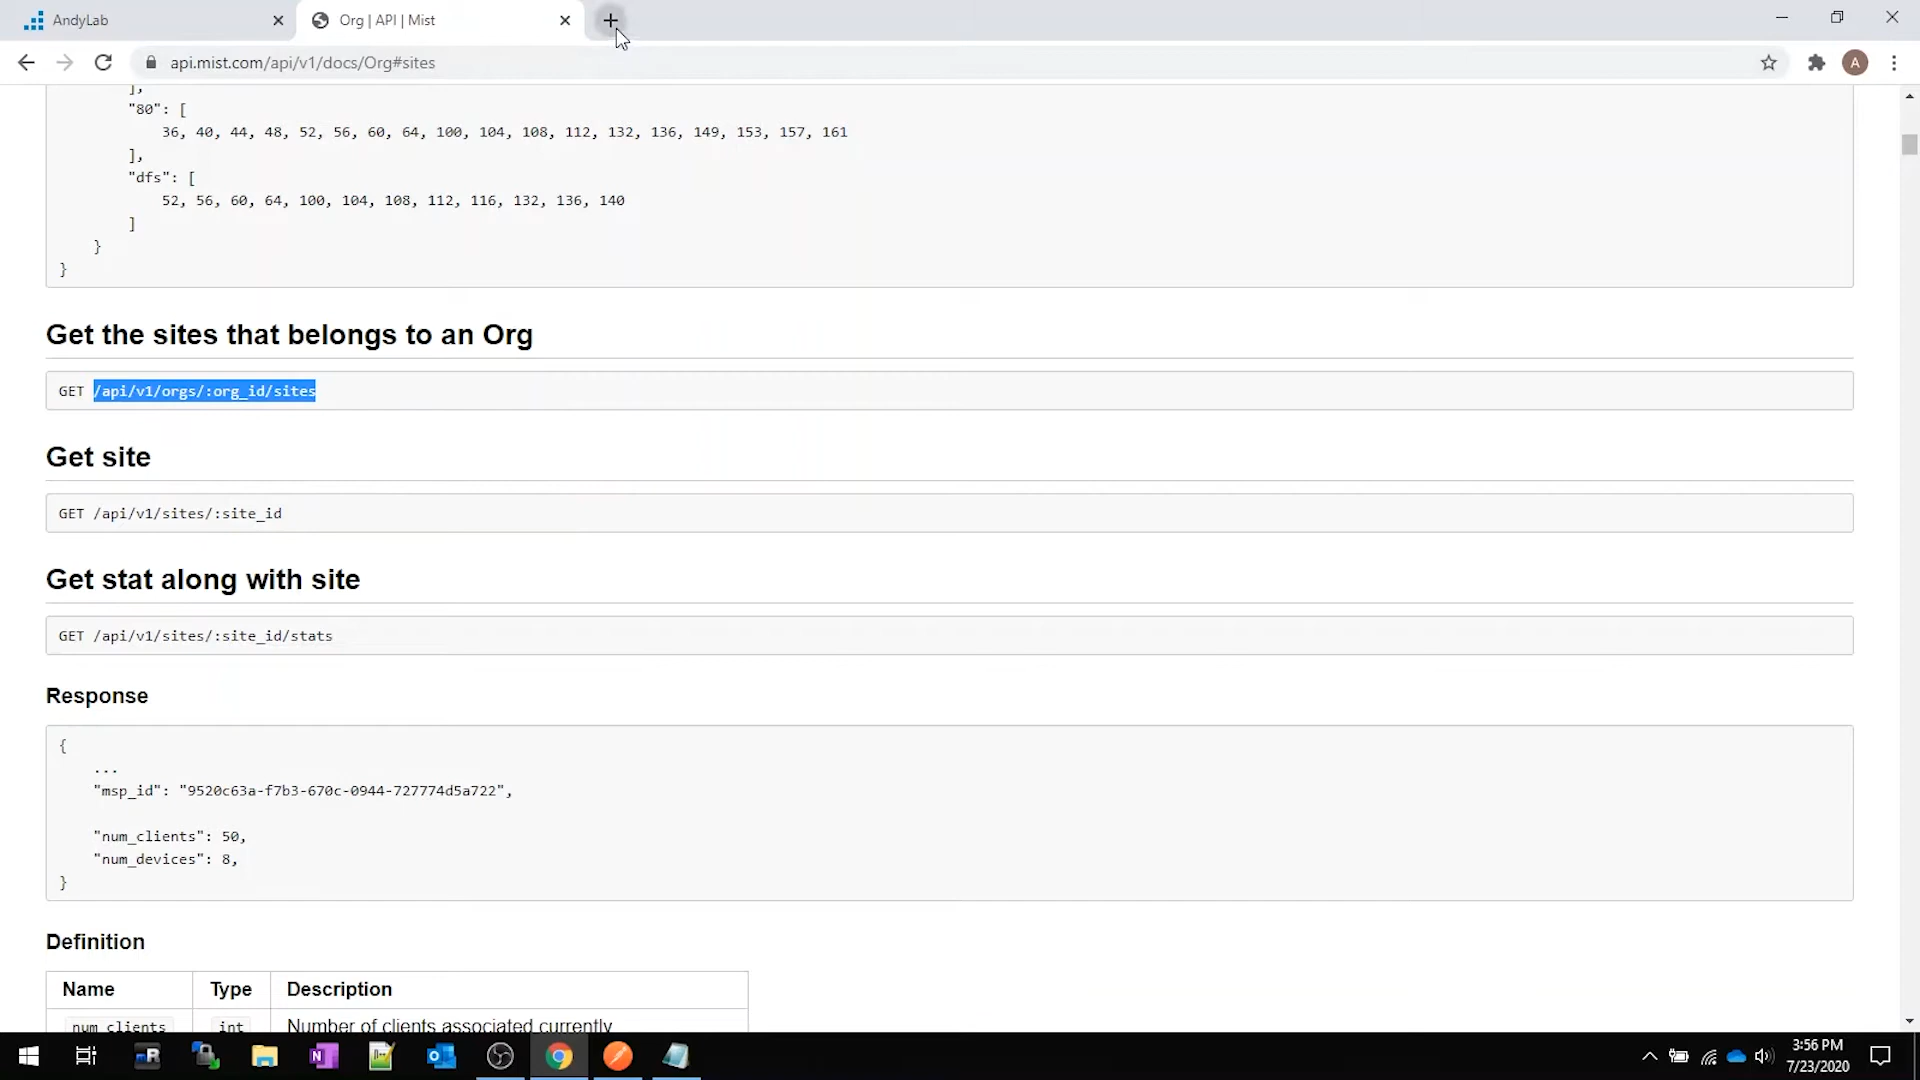 AndyLab
Org | API | Mist
api.mist.com/api/v1/docs/Org#sites
A
],
"80": [
36, 40, 44, 48, 52, 56, 60, 64, 100, 104, 108, 112, 132, 136, 149, 153, 157, 161
],
"dfs": [
52, 56, 60, 64, 100, 104, 108, 112, 116, 132, 136, 140
]
}
}
Get the sites that belongs to an Org
GET /api/v1/orgs/:org_id/sites
Get site
GET /api/v1/sites/:site_id
Get stat along with site
GET /api/v1/sites/:site_id/stats
Response
{
...
"msp_id": "9520c63a-f7b3-670c-0944-727774d5a722",
"num_clients": 50,
"num_devices": 8,
}
Definition
Name Type Description
num_clients int Number of clients associated currently
3:56 PM
7/23/2020